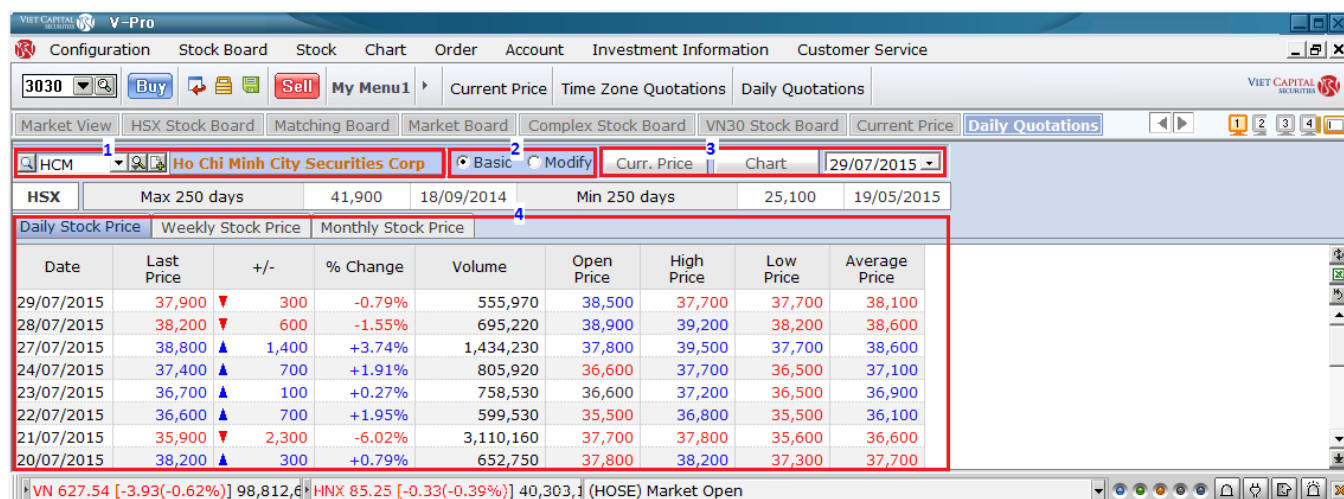 VIET CAPITAL SECURITIES V-Pro
Configuration Stock Board Stock Chart Order Account Investment Information Customer Service
3030 Buy Sell My Menu1 Current Price Time Zone Quotations Daily Quotations VIET CAPITAL SECURITIES
Market View HSX Stock Board Matching Board Market Board Complex Stock Board VN30 Stock Board Current Price Daily Quotations 1 2 3 4
1 2 3
HCM Ho Chi Minh City Securities Corp Basic Modify Curr. Price Chart 29/07/2015
HSX Max 250 days 41,900 18/09/2014 Min 250 days 25,100 19/05/2015
4
Daily Stock Price Weekly Stock Price Monthly Stock Price
Date Last Price +/- % Change Volume Open Price High Price Low Price Average Price
29/07/2015 37,900 ▼ 300 -0.79% 555,970 38,500 37,700 37,700 38,100
28/07/2015 38,200 ▼ 600 -1.55% 695,220 38,900 39,200 38,200 38,600
27/07/2015 38,800 ▲ 1,400 +3.74% 1,434,230 37,800 39,500 37,700 38,600
24/07/2015 37,400 ▲ 700 +1.91% 805,920 36,600 37,700 36,500 37,100
23/07/2015 36,700 ▲ 100 +0.27% 758,530 36,600 37,200 36,500 36,900
22/07/2015 36,600 ▲ 700 +1.95% 599,530 35,500 36,800 35,500 36,100
21/07/2015 35,900 ▼ 2,300 -6.02% 3,110,160 37,700 37,800 35,600 36,600
20/07/2015 38,200 ▲ 300 +0.79% 652,750 37,800 38,200 37,300 37,700
VN 627.54 [-3.93(-0.62%)] 98,812,6 HNX 85.25 [-0.33(-0.39%)] 40,303,1 (HOSE) Market Open